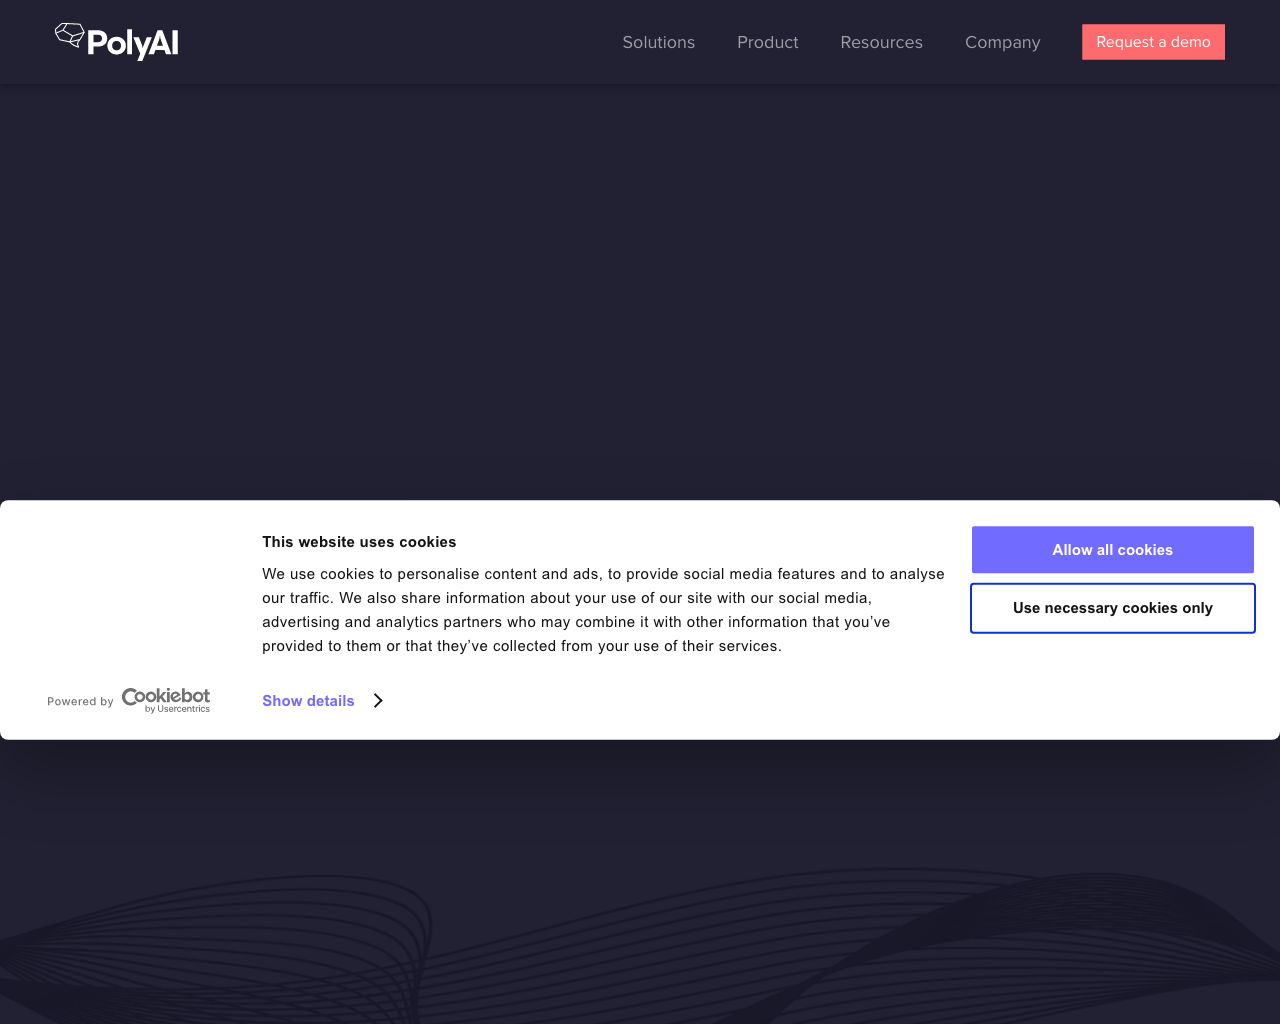 PolyAI
Solutions
Product
Resources
Company
Request a demo
This website uses cookies
We use cookies to personalise content and ads, to provide social media features and to analyse
our traffic. We also share information about your use of our site with our social media,
advertising and analytics partners who may combine it with other information that you’ve
provided to them or that they’ve collected from your use of their services.
Allow all cookies
Use necessary cookies only
Powered by Cookiebot
by Usercentrics
Show details